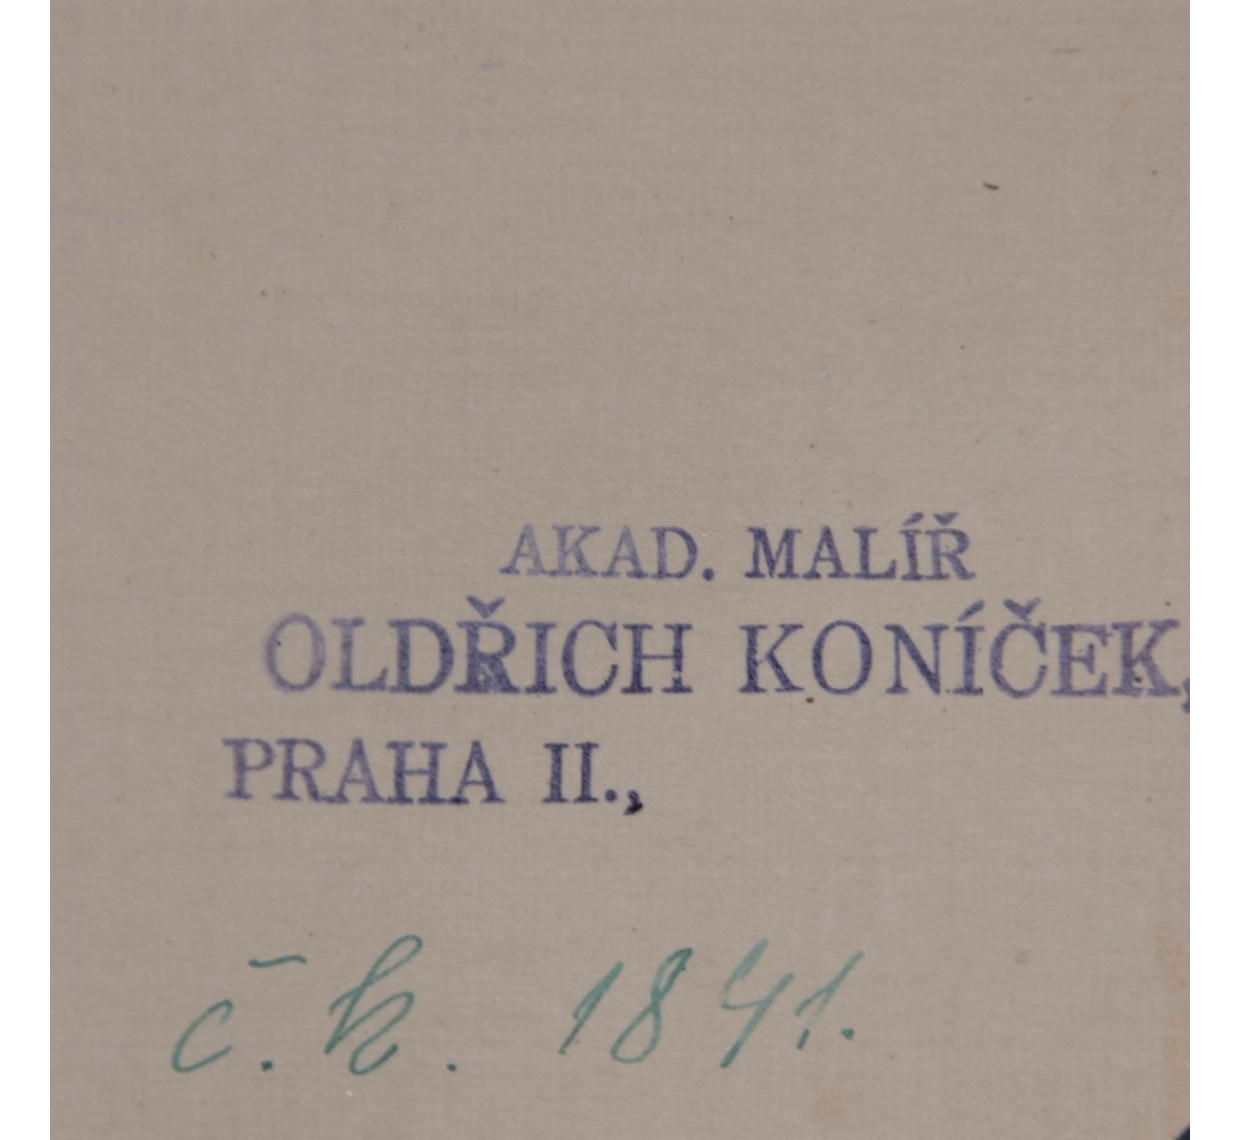 AKAD. MALÍŘ
OLDŘICH KONÍČEK,
PRAHA II.,
č. k. 1841.